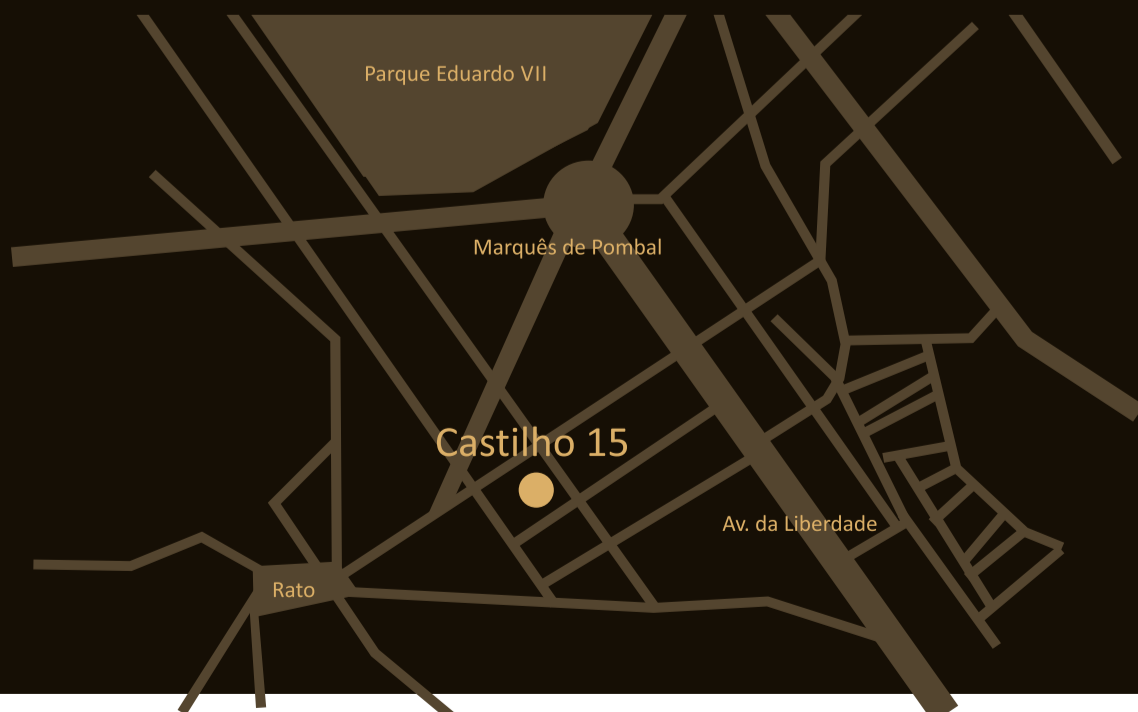 Parque Eduardo VII
Marquês de Pombal
Castilho 15
Av. da Liberdade
Rato